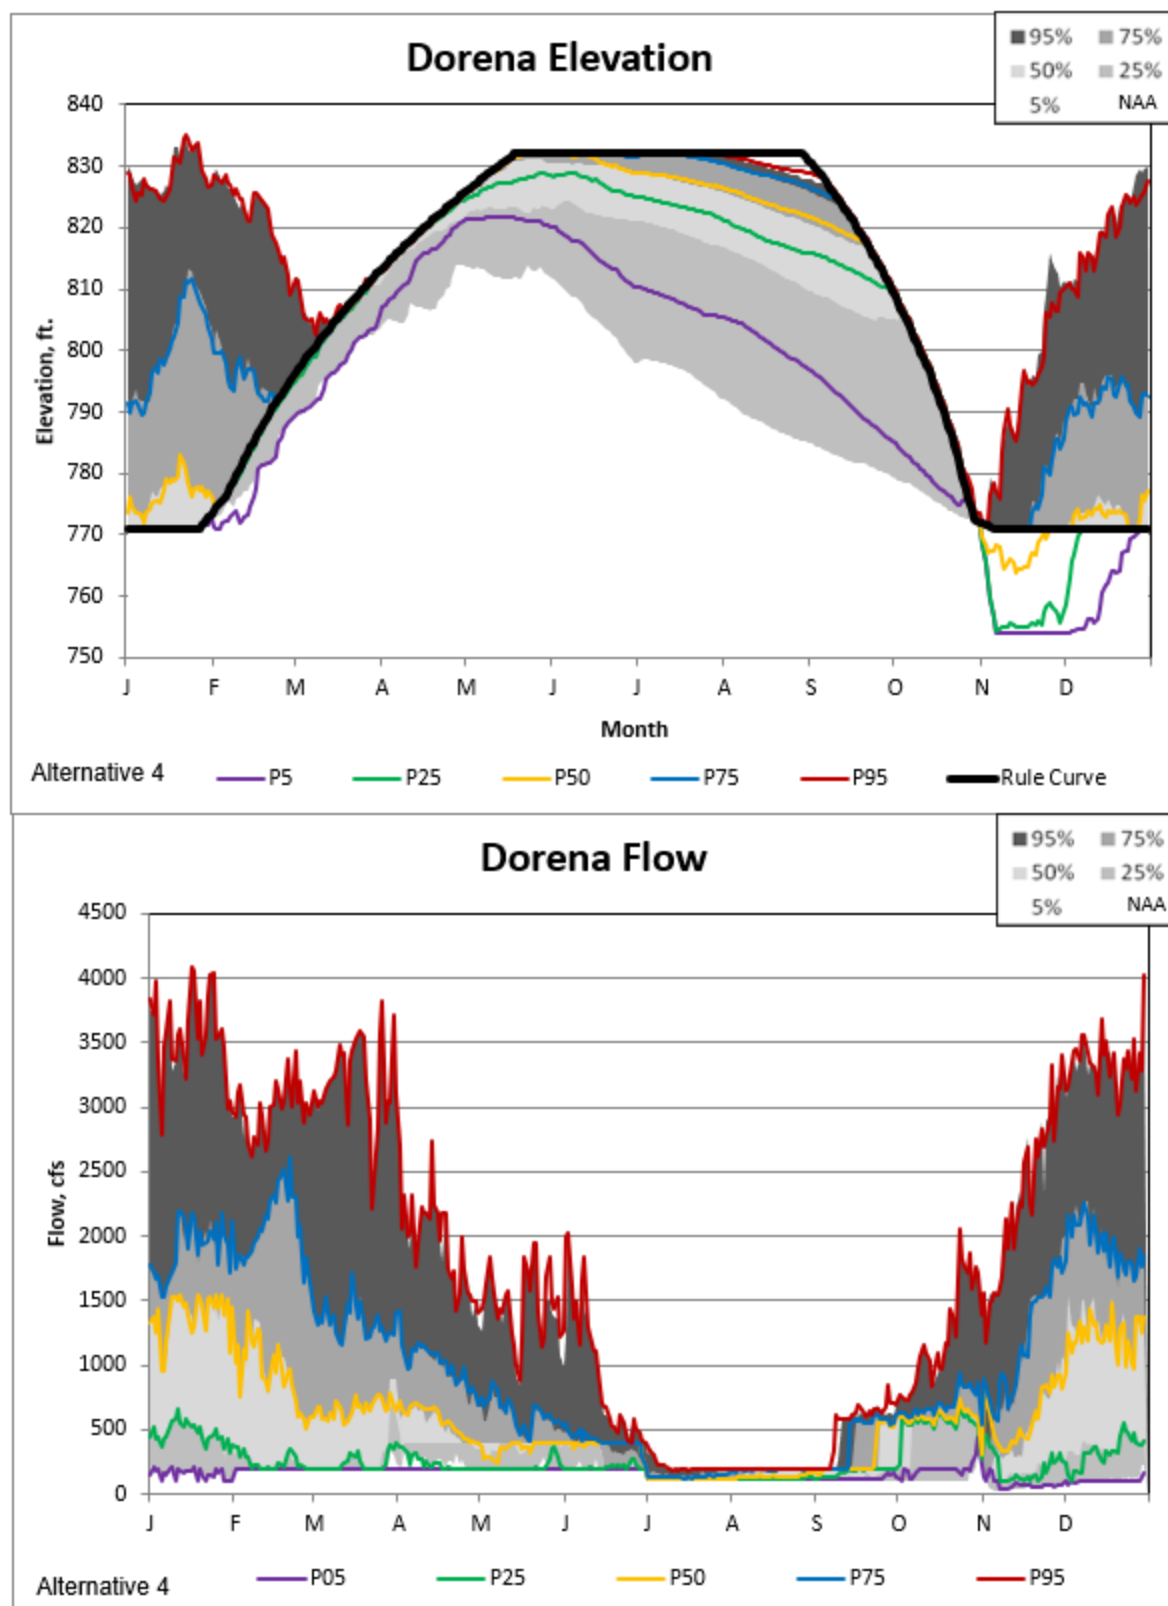 Dorena Elevation
95% 75%
50% 25%
5% NAA
840
830
820
810
800
790
780
770
760
750
Elevation, ft.
J F M A M J J A S O N D
Month
Alternative 4 P5 P25 P50 P75 P95 Rule Curve
Dorena Flow
95% 75%
50% 25%
5% NAA
4500
4000
3500
3000
2500
2000
1500
1000
500
0
Flow, cfs
J F M A M J J A S O N D
Alternative 4 P05 P25 P50 P75 P95